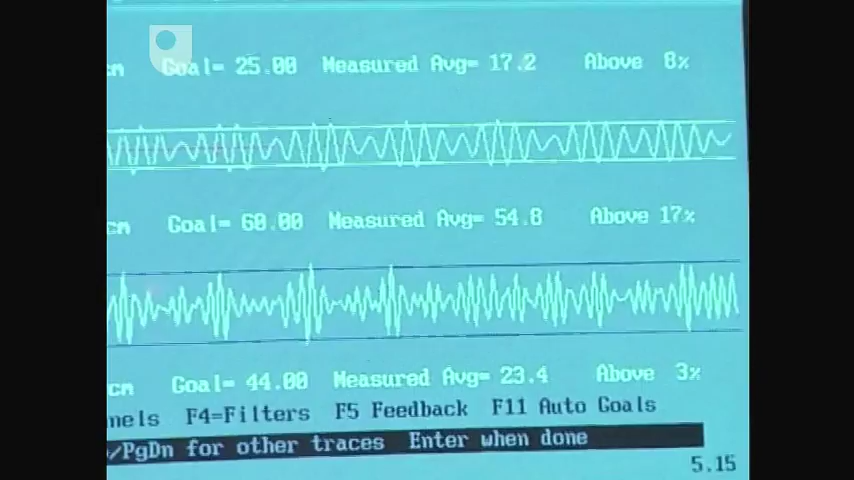 cm Goal= 25.00 Measured Avg= 17.2 Above 8%
cm Goal= 60.00 Measured Avg= 54.8 Above 17%
cm Goal= 44.00 Measured Avg= 23.4 Above 3%
nels F4=Filters F5 Feedback F11 Auto Goals
/PgDn for other traces Enter when done
5.15